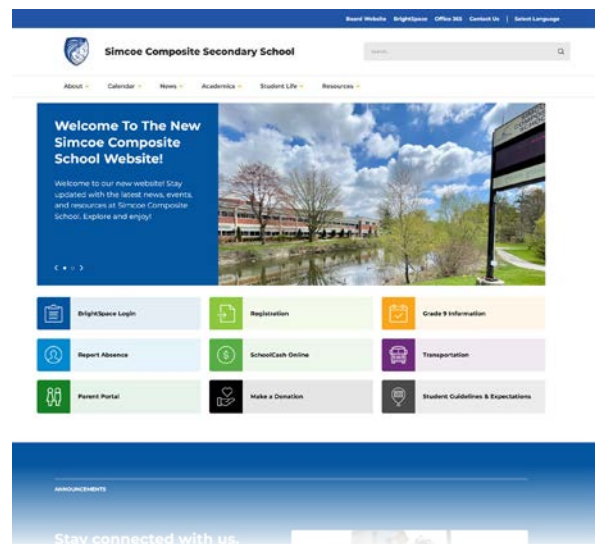 Board Website BrightSpace Office 365 Contact Us | Select Language
Simcoe Composite Secondary School
Search...
About Calendar News Academics Student Life Resources
Welcome To The New
Simcoe Composite
School Website!
Welcome to our new website! Stay
updated with the latest news, events,
and resources at Simcoe Composite
School. Explore and enjoy!
BrightSpace Login
Registration
Grade 9 Information
Report Absence
SchoolCash Online
Transportation
Parent Portal
Make a Donation
Student Guidelines & Expectations
ANNOUNCEMENTS
Stay connected with us.